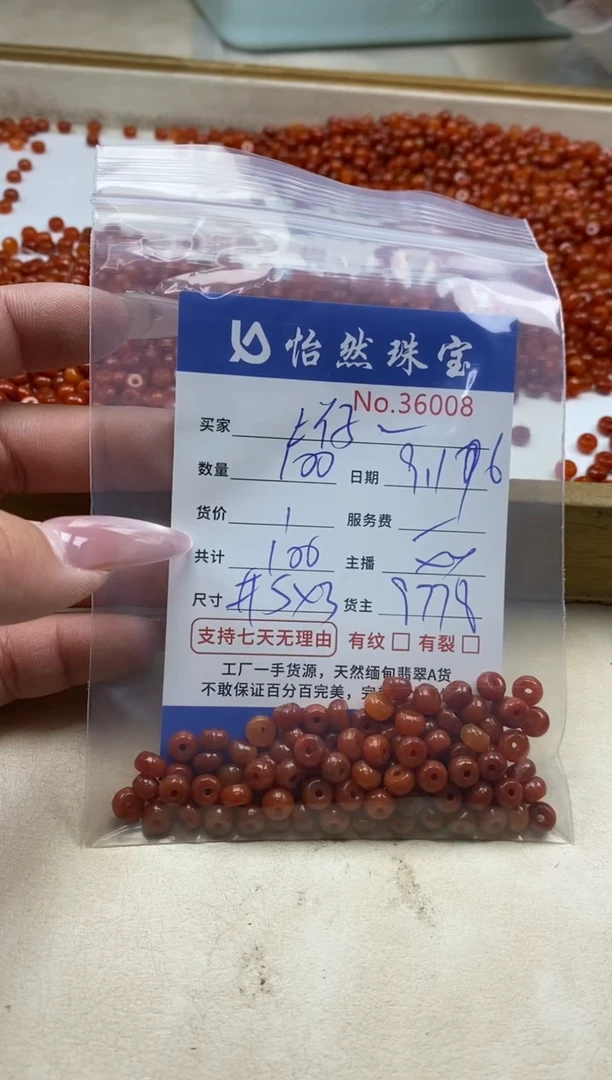 怡然珠宝
No.36008
买家
数量 100 日期
货价 1 服务费
共计 100 主播
尺寸 #5X3 货主 9778
支持七天无理由 有纹 有裂
工厂一手货源，天然缅甸翡翠A货
不敢保证百分百完美，完